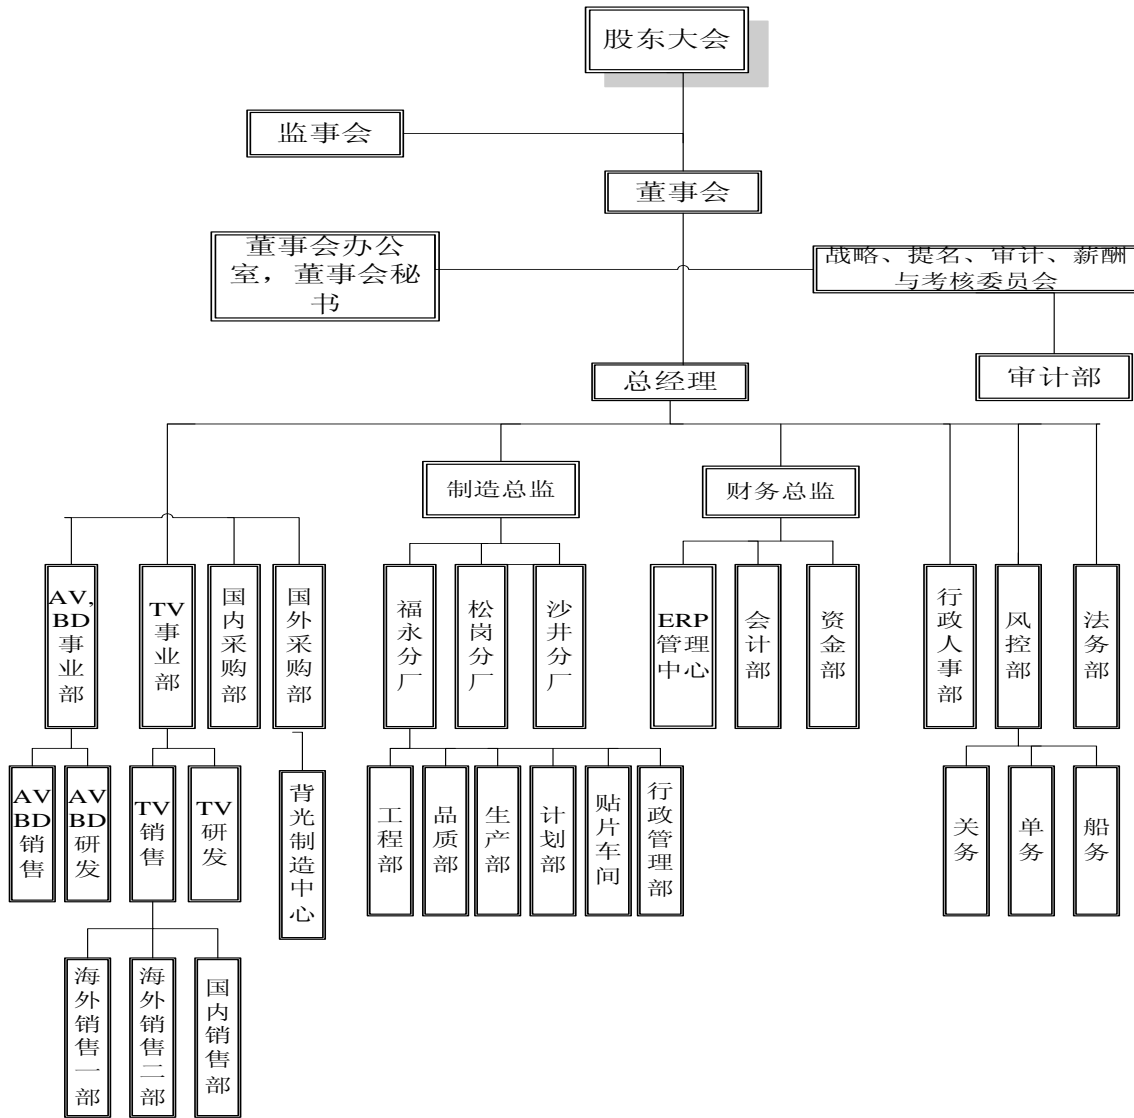 股东大会
监事会
董事会
董事会办公
室，董事会秘
书
战略、提名、审计、薪酬
与考核委员会
总经理
审计部
制造总监
财务总监
AV,
BD
事业部
TV
事业部
国内采购部
国外采购部
福永分厂
松岗分厂
沙井分厂
ERP
管理
中心
会计部
资金部
行政人事部
风控部
法务部
AV
BD
销售
AV
BD
研发
TV
销售
TV
研发
背光制造中心
工程部
品质部
生产部
计划部
贴片车间
行政管理部
关务
单务
船务
海外销售一部
海外销售二部
国内销售部